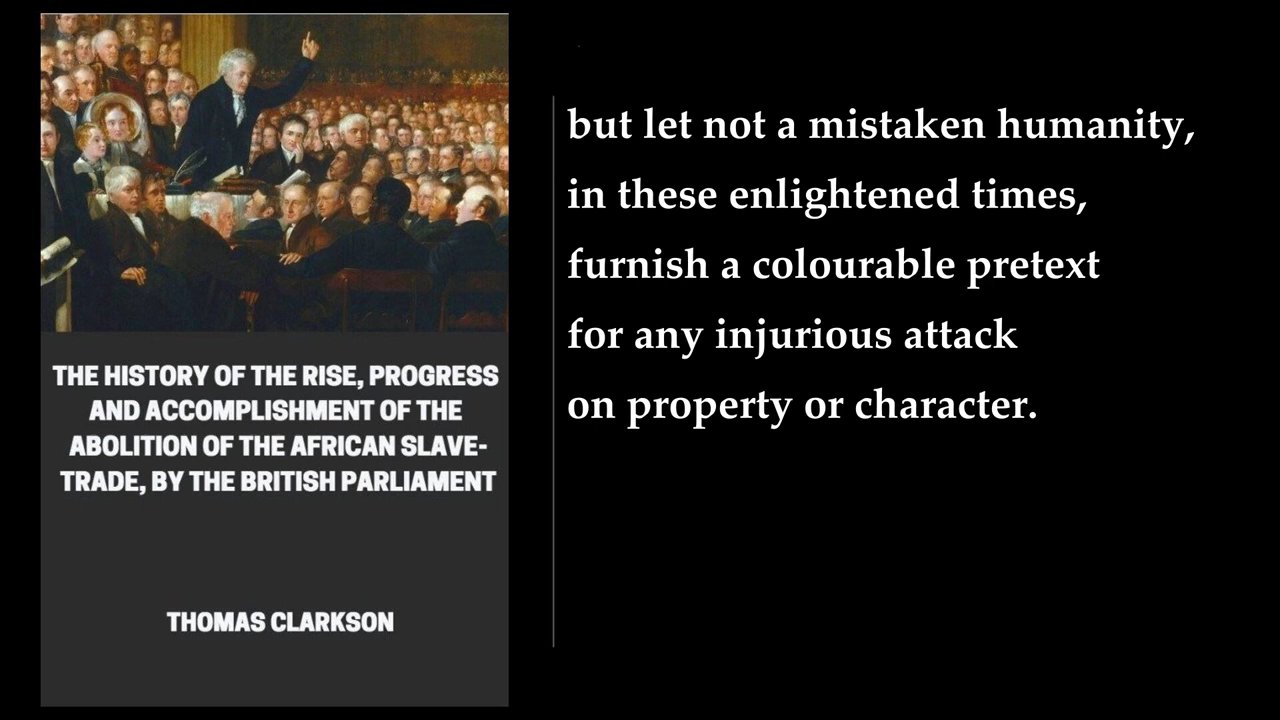 THE HISTORY OF THE RISE, PROGRESS
AND ACCOMPLISHMENT OF THE
ABOLITION OF THE AFRICAN SLAVE-
TRADE, BY THE BRITISH PARLIAMENT
THOMAS CLARKSON
but let not a mistaken humanity,
in these enlightened times,
furnish a colourable pretext
for any injurious attack
on property or character.